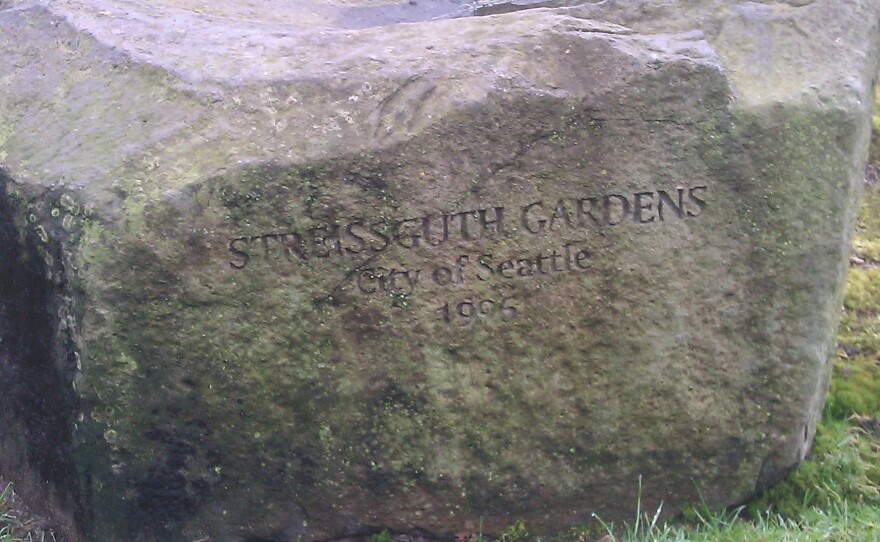 STREISSGUTH GARDENS
City of Seattle
1996